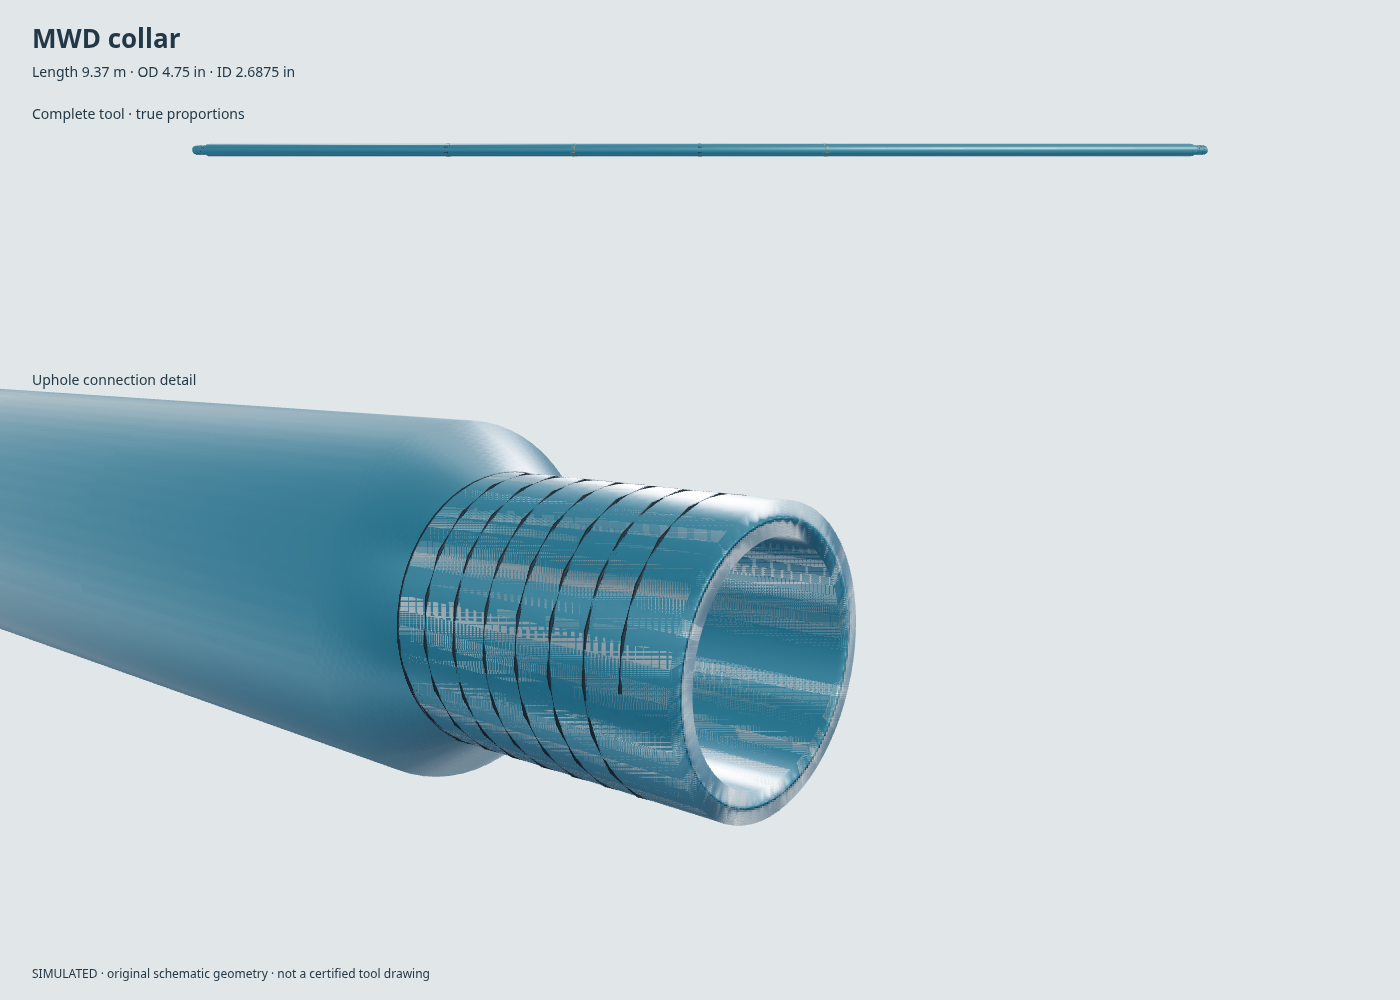 MWD collar
Length 9.37 m · OD 4.75 in · ID 2.6875 in
Complete tool · true proportions
Uphole connection detail
SIMULATED · original schematic geometry · not a certified tool drawing